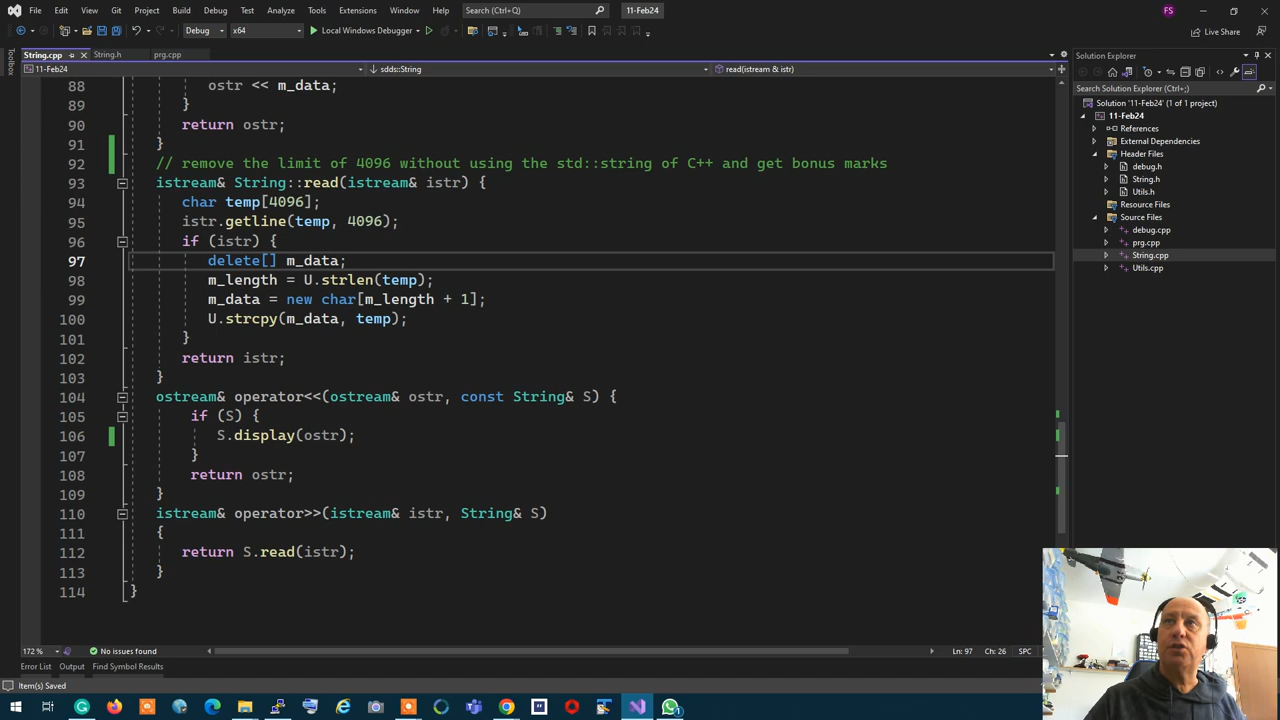 File Edit View Git Project Build Debug Test Analyze Tools Extensions Window Help Search (Ctrl+Q) 11-Feb24 FS
Debug x64 Local Windows Debugger Live Share
String.cpp String.h prg.cpp
11-Feb24 sdds::String read(istream & istr)
Toolbox
88 ostr << m_data;
89 }
90 return ostr;
91 }
92 // remove the limit of 4096 without using the std::string of C++ and get bonus marks
93 istream& String::read(istream& istr) {
94 char temp[4096];
95 istr.getline(temp, 4096);
96 if (istr) {
97 delete[] m_data;
98 m_length = U.strlen(temp);
99 m_data = new char[m_length + 1];
100 U.strcpy(m_data, temp);
101 }
102 return istr;
103 }
104 ostream& operator<<(ostream& ostr, const String& S) {
105 if (S) {
106 S.display(ostr);
107 }
108 return ostr;
109 }
110 istream& operator>>(istream& istr, String& S)
111 {
112 return S.read(istr);
113 }
114 }
172 % No issues found Ln: 97 Ch: 26 SPC
Error List Output Find Symbol Results
Item(s) Saved
Solution Explorer
Search Solution Explorer (Ctrl+;)
Solution '11-Feb24' (1 of 1 project)
11-Feb24
References
External Dependencies
Header Files
debug.h
String.h
Utils.h
Resource Files
Source Files
debug.cpp
prg.cpp
String.cpp
Utils.cpp